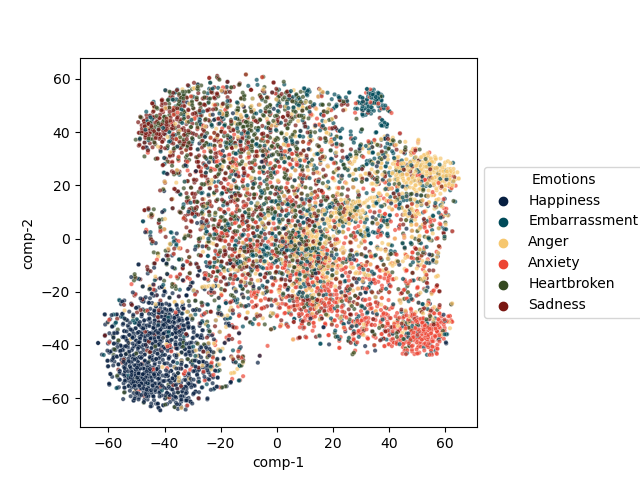 60
40
20
0
−20
−40
−60
comp-2
−60 −40 −20 0 20 40 60
comp-1
Emotions
Happiness
Embarrassment
Anger
Anxiety
Heartbroken
Sadness